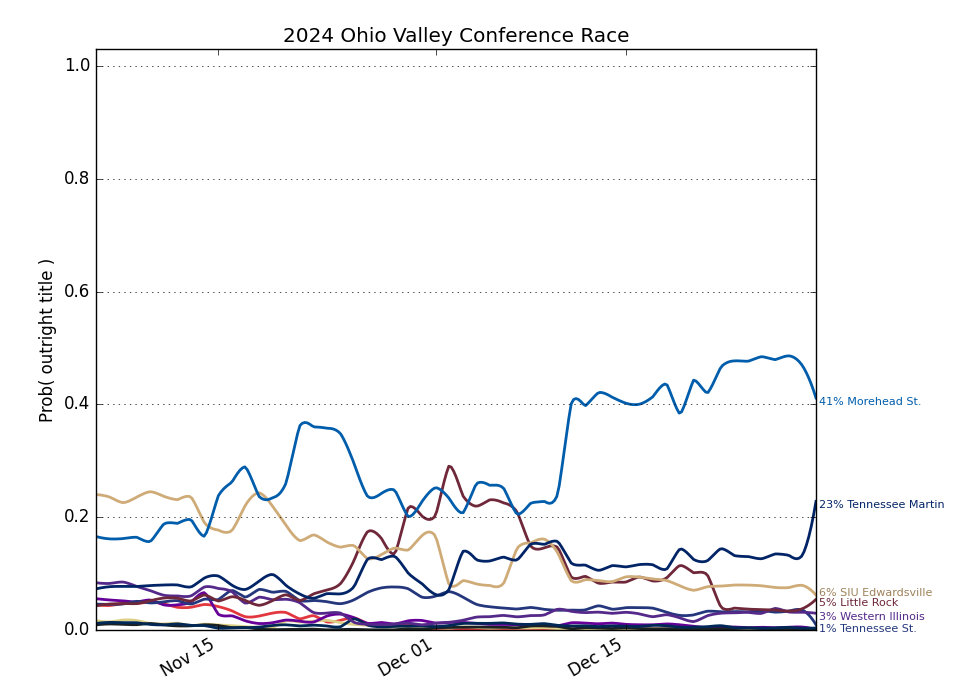 2024 Ohio Valley Conference Race
1.0
0.8
0.6
0.4
0.2
0.0
Prob( outright title )
41% Morehead St.
23% Tennessee Martin
6% SIU Edwardsville
5% Little Rock
3% Western Illinois
1% Tennessee St.
Nov 15
Dec 01
Dec 15